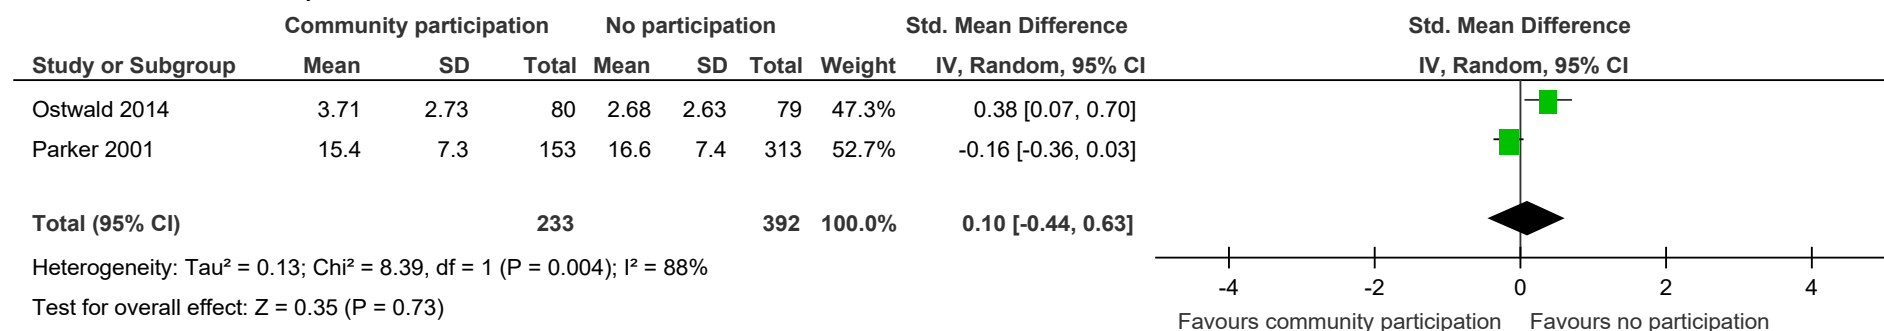 Community participation No participation Std. Mean Difference Std. Mean Difference
Study or Subgroup Mean SD Total Mean SD Total Weight IV, Random, 95% CI IV, Random, 95% CI
Ostwald 2014 3.71 2.73 80 2.68 2.63 79 47.3% 0.38 [0.07, 0.70]
Parker 2001 15.4 7.3 153 16.6 7.4 313 52.7% -0.16 [-0.36, 0.03]
Total (95% CI) 233 392 100.0% 0.10 [-0.44, 0.63]
Heterogeneity: Tau² = 0.13; Chi² = 8.39, df = 1 (P = 0.004); I² = 88%
Test for overall effect: Z = 0.35 (P = 0.73)
-4 -2 0 2 4
Favours community participation Favours no participation